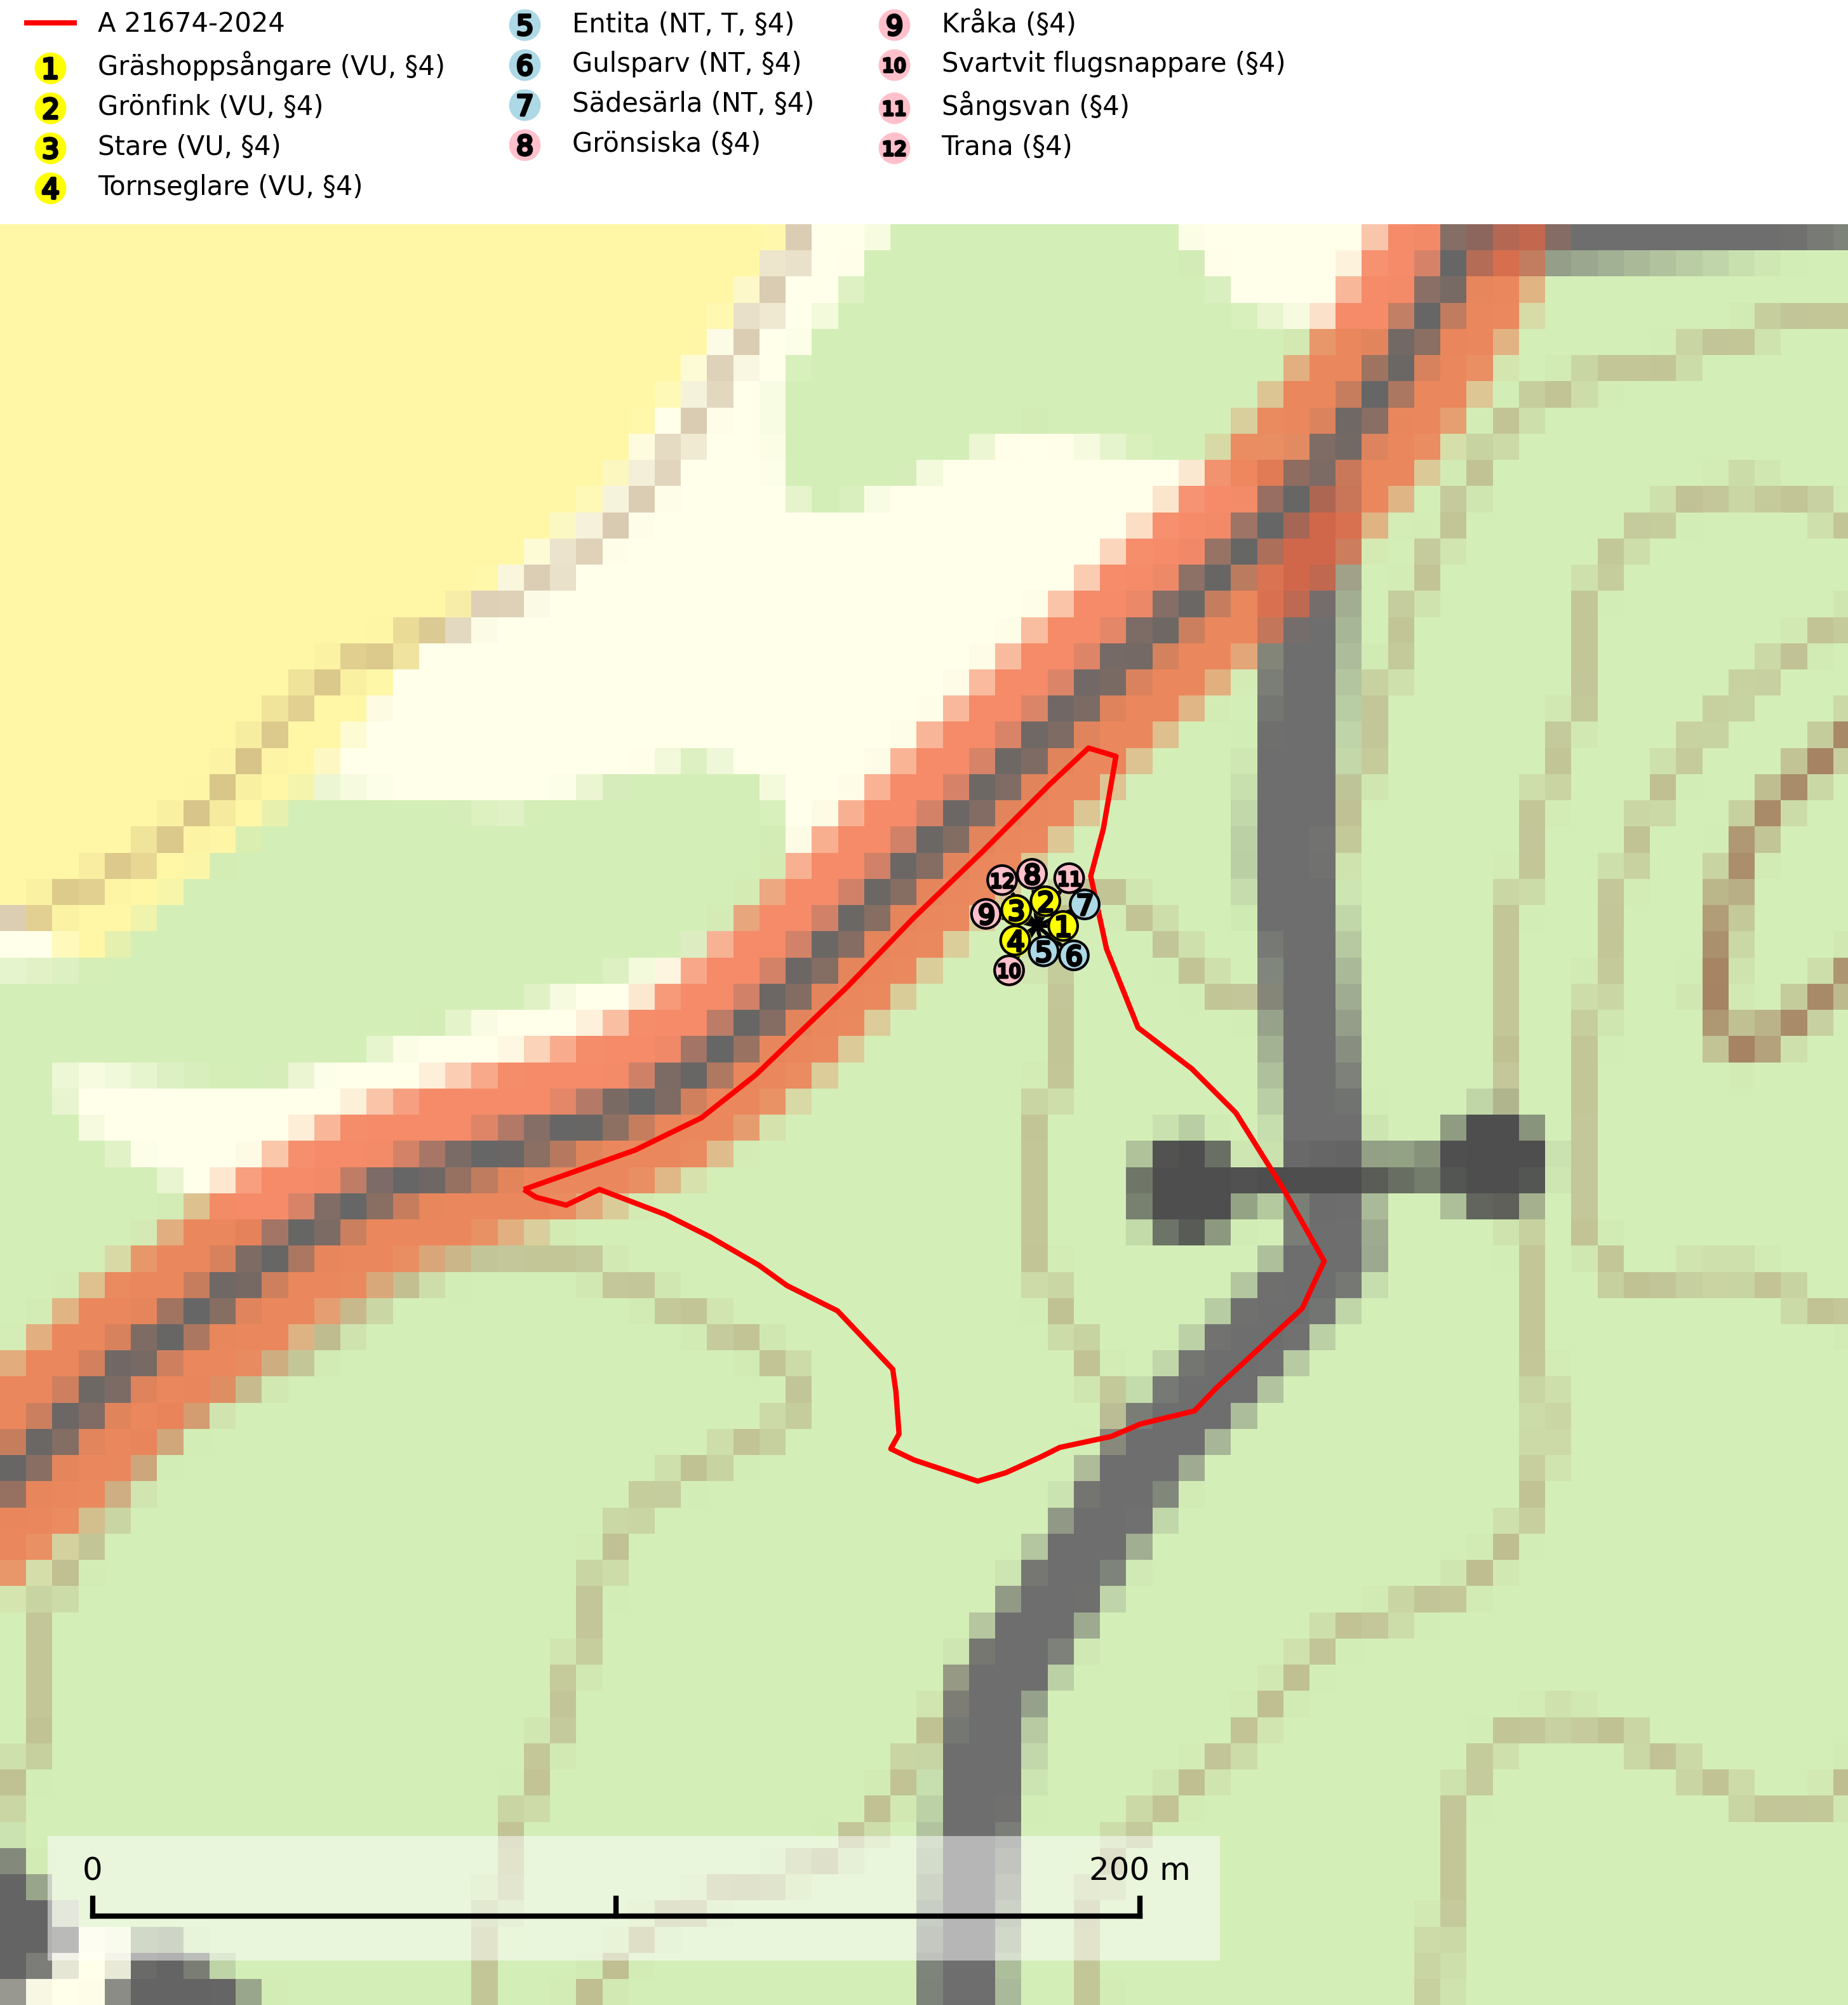 A 21674-2024
1 Gräshoppsångare (VU, §4)
2 Grönfink (VU, §4)
3 Stare (VU, §4)
4 Tornseglare (VU, §4)
5 Entita (NT, T, §4)
6 Gulsparv (NT, §4)
7 Sädesärla (NT, §4)
8 Grönsiska (§4)
9 Kråka (§4)
10 Svartvit flugsnappare (§4)
11 Sångsvan (§4)
12 Trana (§4)
12 8 11
9 3 2 7
4 1
5 6
10
0 200 m